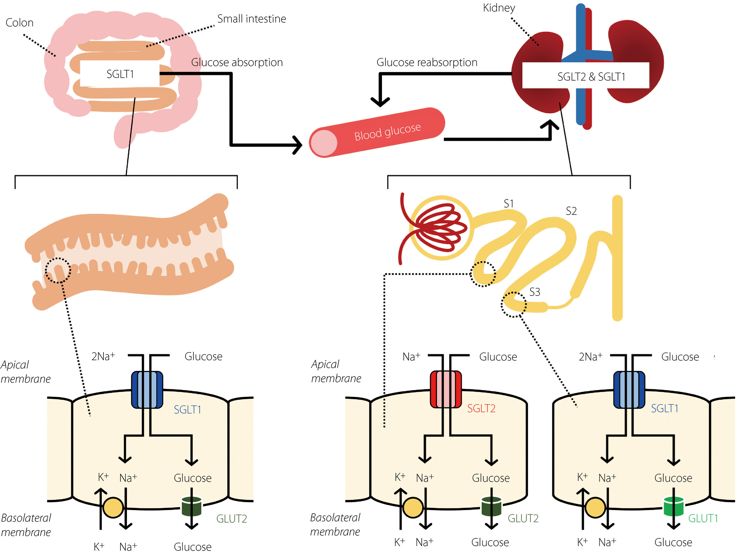 Colon
Small intestine
SGLT1
Glucose absorption
Kidney
Glucose reabsorption
SGLT2 & SGLT1
Blood glucose
S1
S2
S3
Apical
membrane
2Na⁺
Glucose
SGLT1
K⁺
Na⁺
Glucose
GLUT2
Basolateral
membrane
K⁺
Na⁺
Glucose
Apical
membrane
Na⁺
Glucose
SGLT2
K⁺
Na⁺
Glucose
GLUT2
Basolateral
membrane
K⁺
Na⁺
Glucose
2Na⁺
Glucose
SGLT1
K⁺
Na⁺
Glucose
GLUT1
K⁺
Na⁺
Glucose